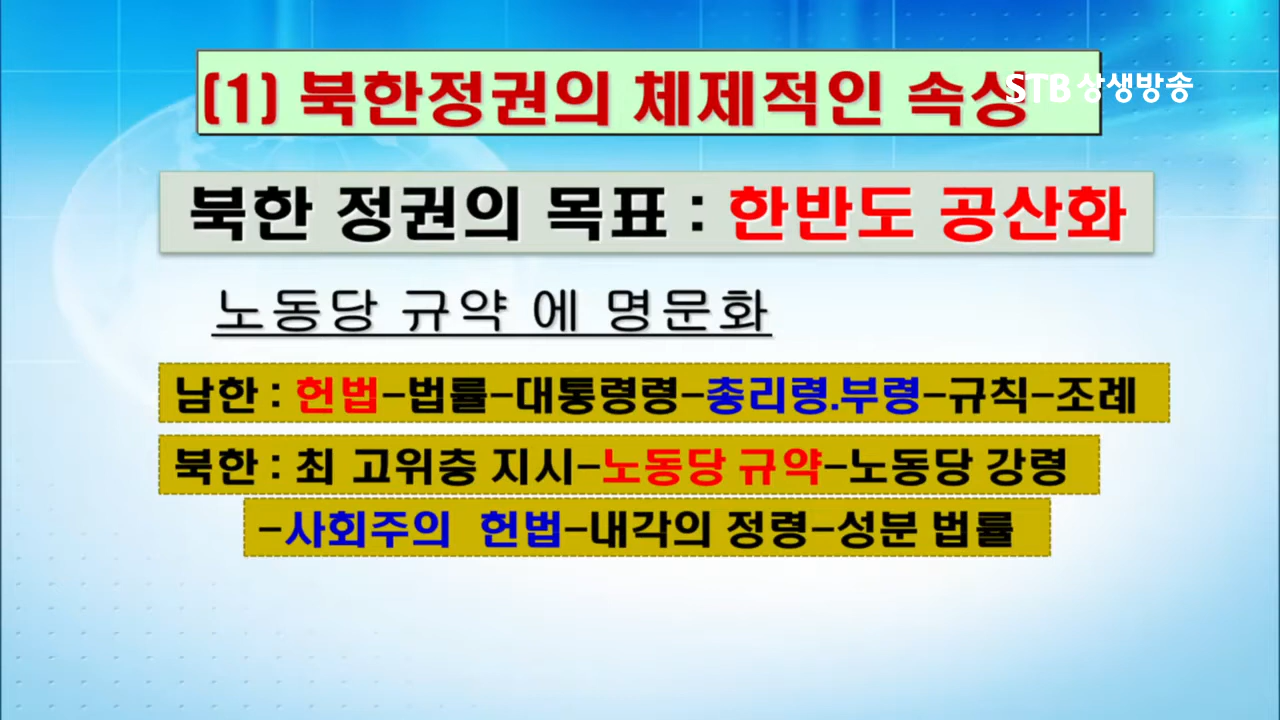 (1) 북한정권의 체제적인 속성
STB 상생방송
북한 정권의 목표 : 한반도 공산화
노동당 규약 에 명문화
남한 : 헌법-법률-대통령령-총리령.부령-규칙-조례
북한 : 최 고위층 지시-노동당 규약-노동당 강령
-사회주의 헌법-내각의 정령-성분 법률